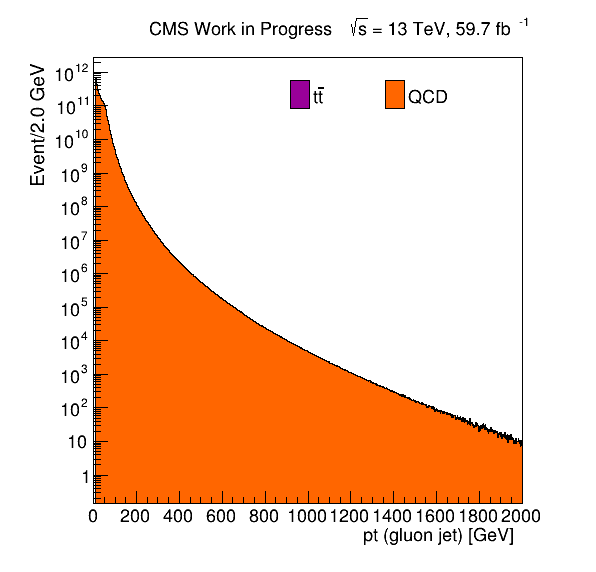 CMS Work in Progress √s = 13 TeV, 59.7 fb⁻¹
Event/2.0 GeV
tt̄ QCD
10¹²
10¹¹
10¹⁰
10⁹
10⁸
10⁷
10⁶
10⁵
10⁴
10³
10²
10
1
0 200 400 600 800 1000 1200 1400 1600 1800 2000
pt (gluon jet) [GeV]